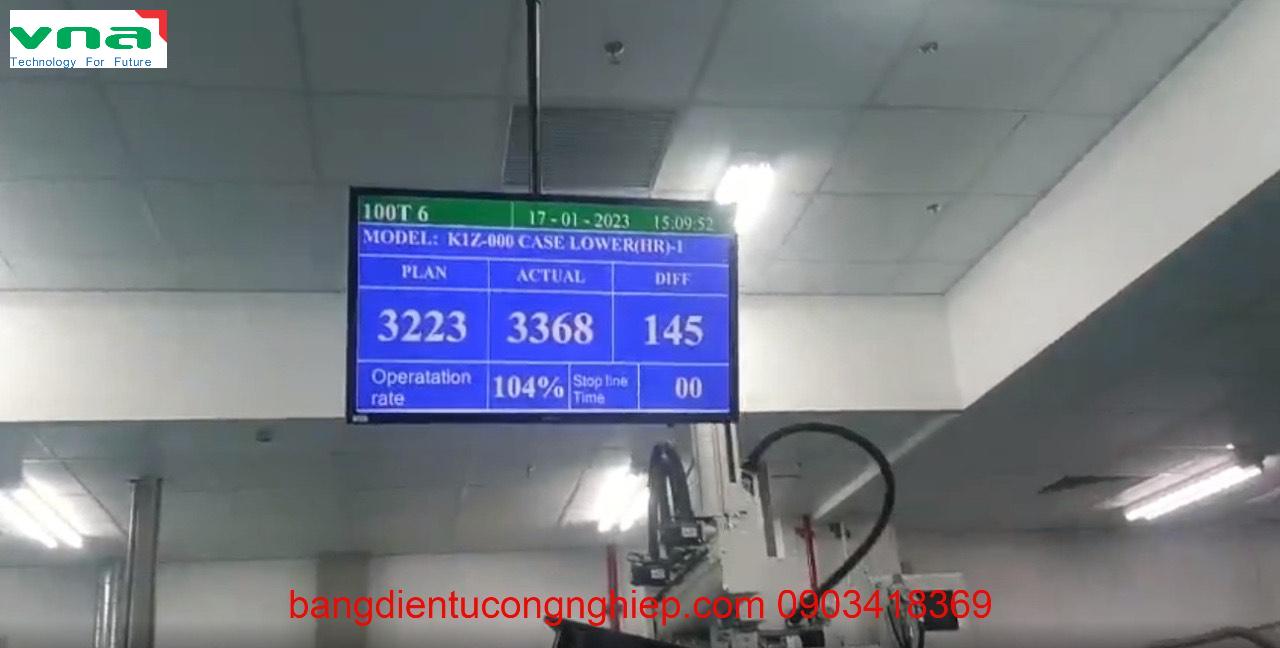 vna
Technology For Future
100T 6 17 - 01 - 2023 15:09:52
MODEL: K1Z-000 CASE LOWER(HR)-1
PLAN ACTUAL DIFF
3223 3368 145
Operatation rate 104% Stop line Time 00
bangdientucongnghiep.com 0903418369